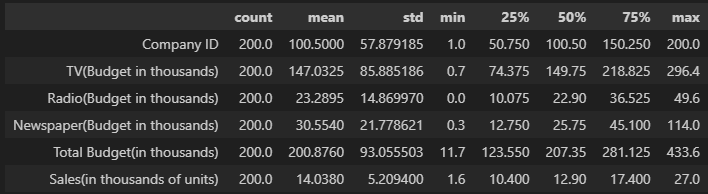 count mean std min 25% 50% 75% max
Company ID 200.0 100.5000 57.879185 1.0 50.750 100.50 150.250 200.0
TV(Budget in thousands) 200.0 147.0325 85.885186 0.7 74.375 149.75 218.825 296.4
Radio(Budget in thousands) 200.0 23.2895 14.869970 0.0 10.075 22.90 36.525 49.6
Newspaper(Budget in thousands) 200.0 30.5540 21.778621 0.3 12.750 25.75 45.100 114.0
Total Budget(in thousands) 200.0 200.8760 93.055503 11.7 123.550 207.35 281.125 433.6
Sales(in thousands of units) 200.0 14.0380 5.209400 1.6 10.400 12.90 17.400 27.0